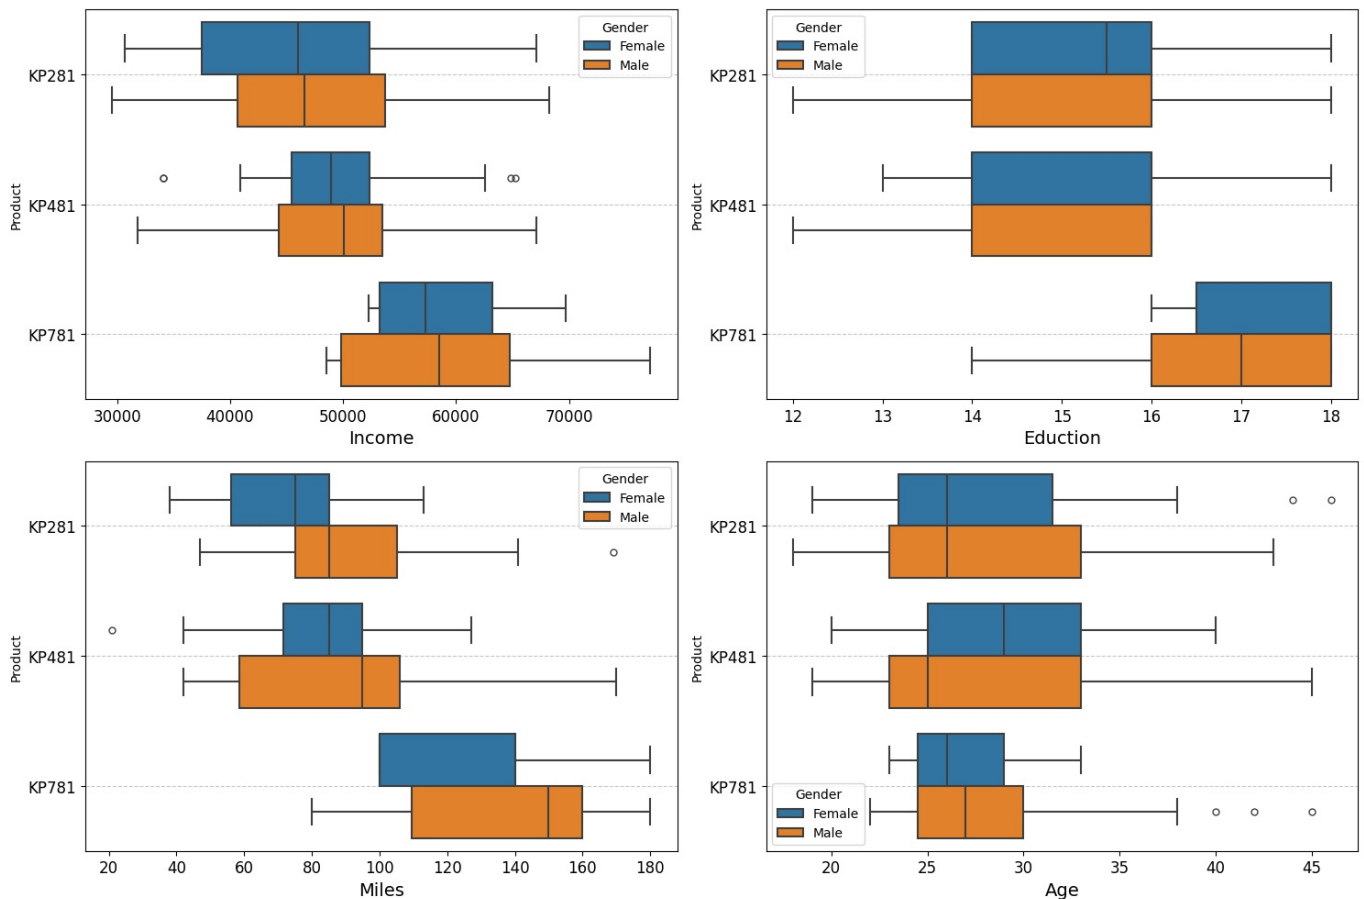 Gender
Female
Male
KP281
KP481
KP781
Product
30000 40000 50000 60000 70000
Income
Gender
Female
Male
KP281
KP481
KP781
Product
12 13 14 15 16 17 18
Eduction
Gender
Female
Male
KP281
KP481
KP781
Product
20 40 60 80 100 120 140 160 180
Miles
KP281
KP481
KP781
Product
Gender
Female
Male
20 25 30 35 40 45
Age